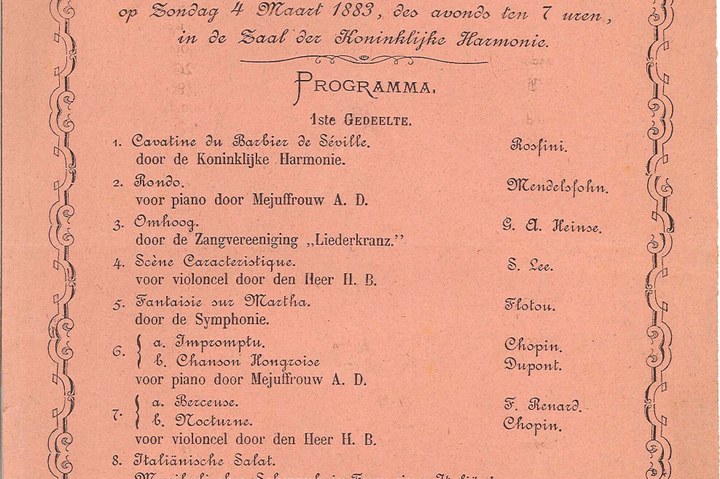 op Zondag 4 Maart 1883, des avonds ten 7 uren,
in de Zaal der Koninklijke Harmonie.
PROGRAMMA.
1ste GEDEELTE.
1. Cavatine du Barbier de Séville. Rossini.
door de Koninklijke Harmonie.
2. Rondo. Mendelsohn.
voor piano door Mejuffrouw A. D.
3. Omhoog. G. A. Heinse.
door de Zangvereeniging „Liederkranz."
4. Scène Caracteristique. S. Lee.
voor violoncel door den Heer H. B.
5. Fantaisie sur Martha. Flotou.
door de Symphonie.
6. { a. Impromptu. Chopin.
b. Chanson Hongroise Dupont.
voor piano door Mejuffrouw A. D.
7. { a. Berceuse. F. Renard.
b. Nocturne. Chopin.
voor violoncel door den Heer H. B.
8. Italiänische Salat.